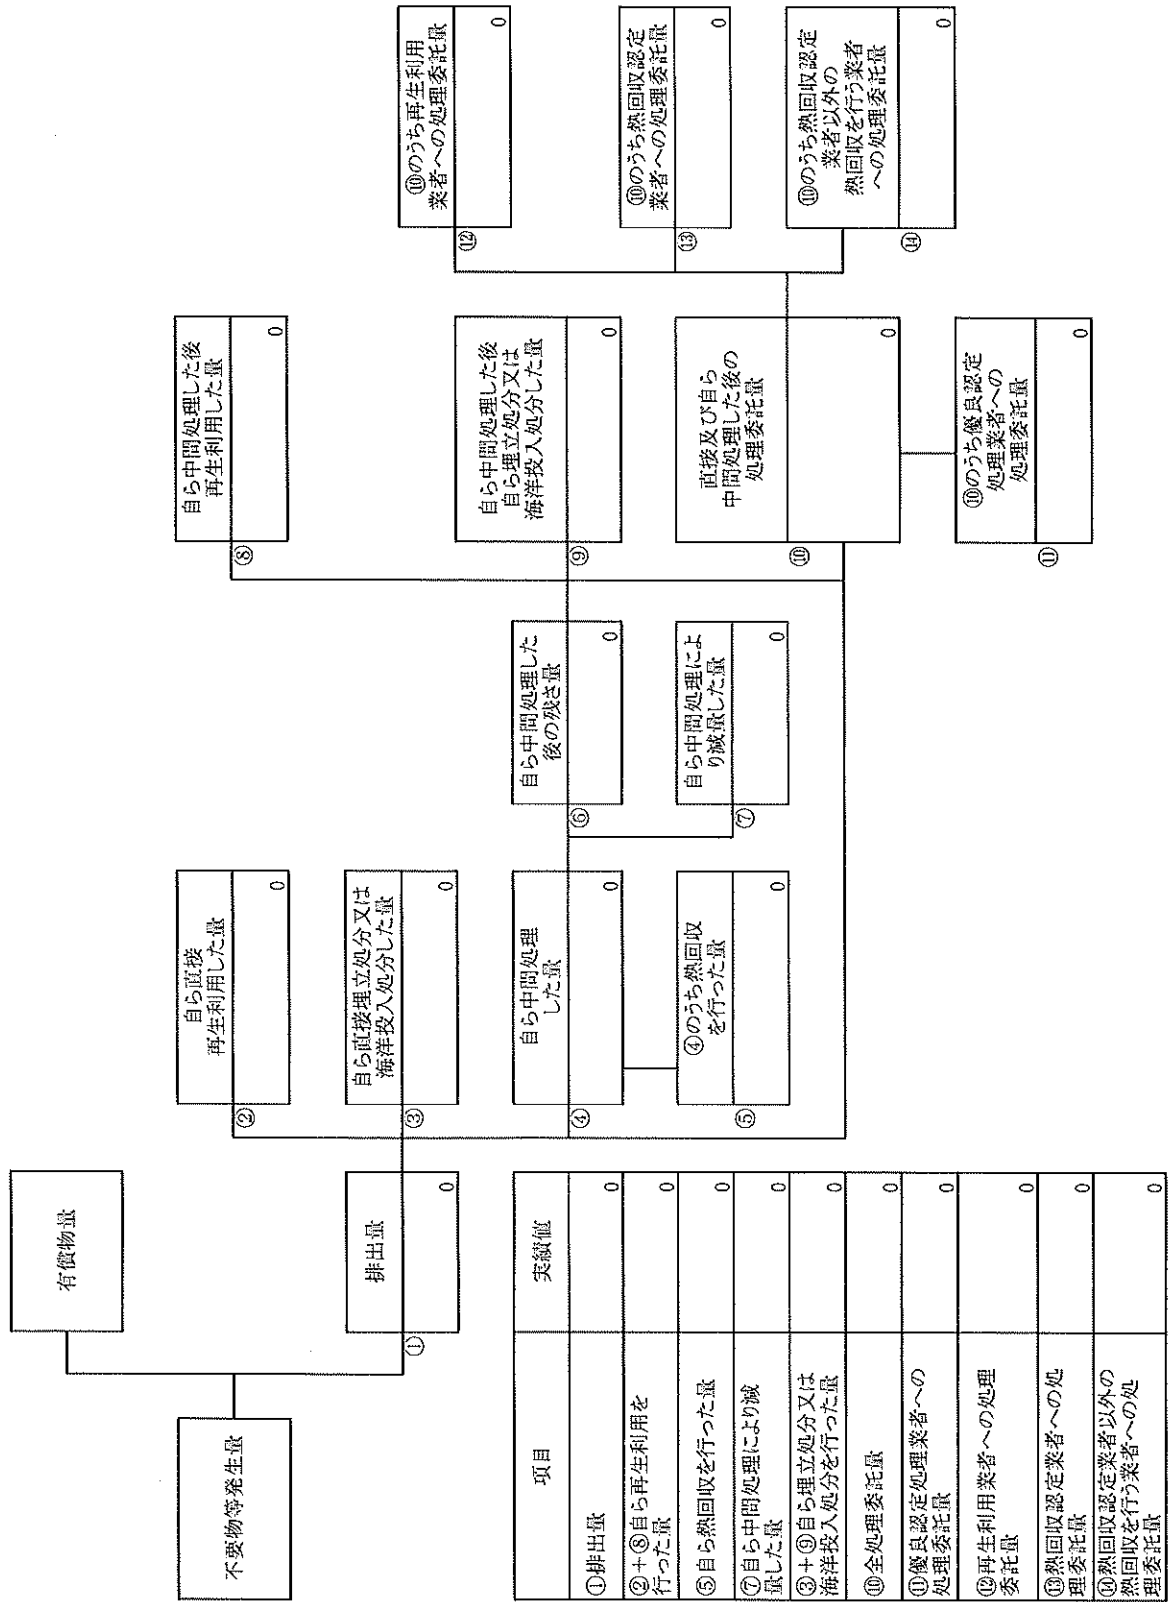 不要物等発生量
有償物量
排出量
①
0
自ら直接
再生利用した量
②
0
自ら直接埋立処分又は
海洋投入処分した量
③
0
自ら中間処理
した量
④
0
④のうち熱回収
を行った量
⑤
0
自ら中間処理した
後の残さ量
⑥
0
自ら中間処理によ
り減量した量
⑦
0
自ら中間処理した後
再生利用した量
⑧
0
自ら中間処理した後
自ら埋立処分又は
海洋投入処分した量
⑨
0
直接及び自ら
中間処理した後の
処理委託量
⑩
0
⑩のうち優良認定
処理業者への
処理委託量
⑪
0
⑩のうち再生利用
業者への処理委託量
⑫
0
⑩のうち熱回収認定
業者への処理委託量
⑬
0
⑩のうち熱回収認定
業者以外の
熱回収を行う業者
への処理委託量
⑭
0
項目
実績値
①排出量
0
②+⑧自ら再生利用を
行った量
0
⑤自ら熱回収を行った量
0
⑦自ら中間処理により減
量した量
0
③+⑨自ら埋立処分又は
海洋投入処分を行った量
0
⑩全処理委託量
0
⑪優良認定処理業者への
処理委託量
0
⑫再生利用業者への処理
委託量
0
⑬熱回収認定業者への処
理委託量
0
⑭熱回収認定業者以外の
熱回収を行う業者への処
理委託量
0